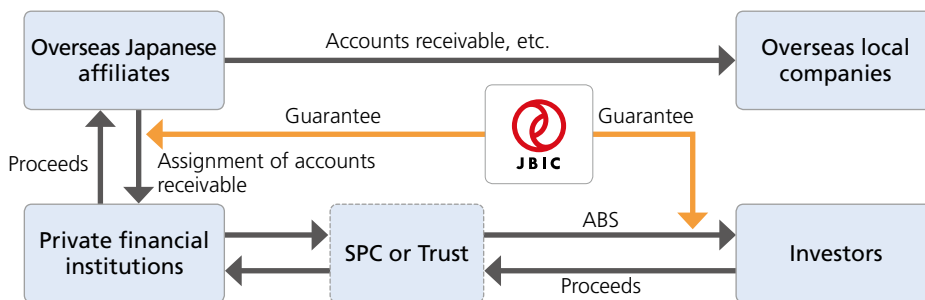 Overseas Japanese
affiliates
Accounts receivable, etc.
Overseas local
companies
Guarantee
JBIC
Guarantee
Proceeds
Assignment of accounts
receivable
Private financial
institutions
SPC or Trust
ABS
Investors
Proceeds